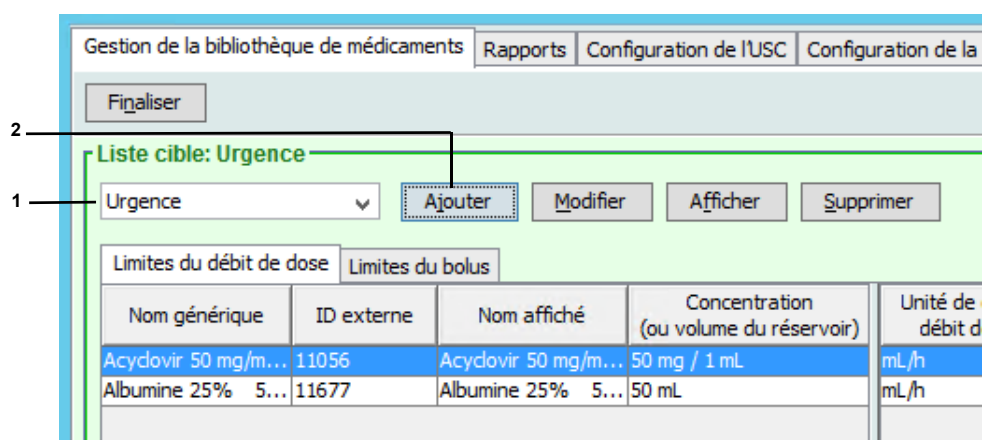 Gestion de la bibliothèque de médicaments Rapports Configuration de l'USC Configuration de la
Finaliser
2
Liste cible: Urgence
1
Urgence Ajouter Modifier Afficher Supprimer
Limites du débit de dose Limites du bolus
Nom générique ID externe Nom affiché Concentration (ou volume du réservoir) Unité de débit d
Acyclovir 50 mg/m... 11056 Acyclovir 50 mg/m... 50 mg / 1 mL mL/h
Albumine 25% 5... 11677 Albumine 25% 5... 50 mL mL/h